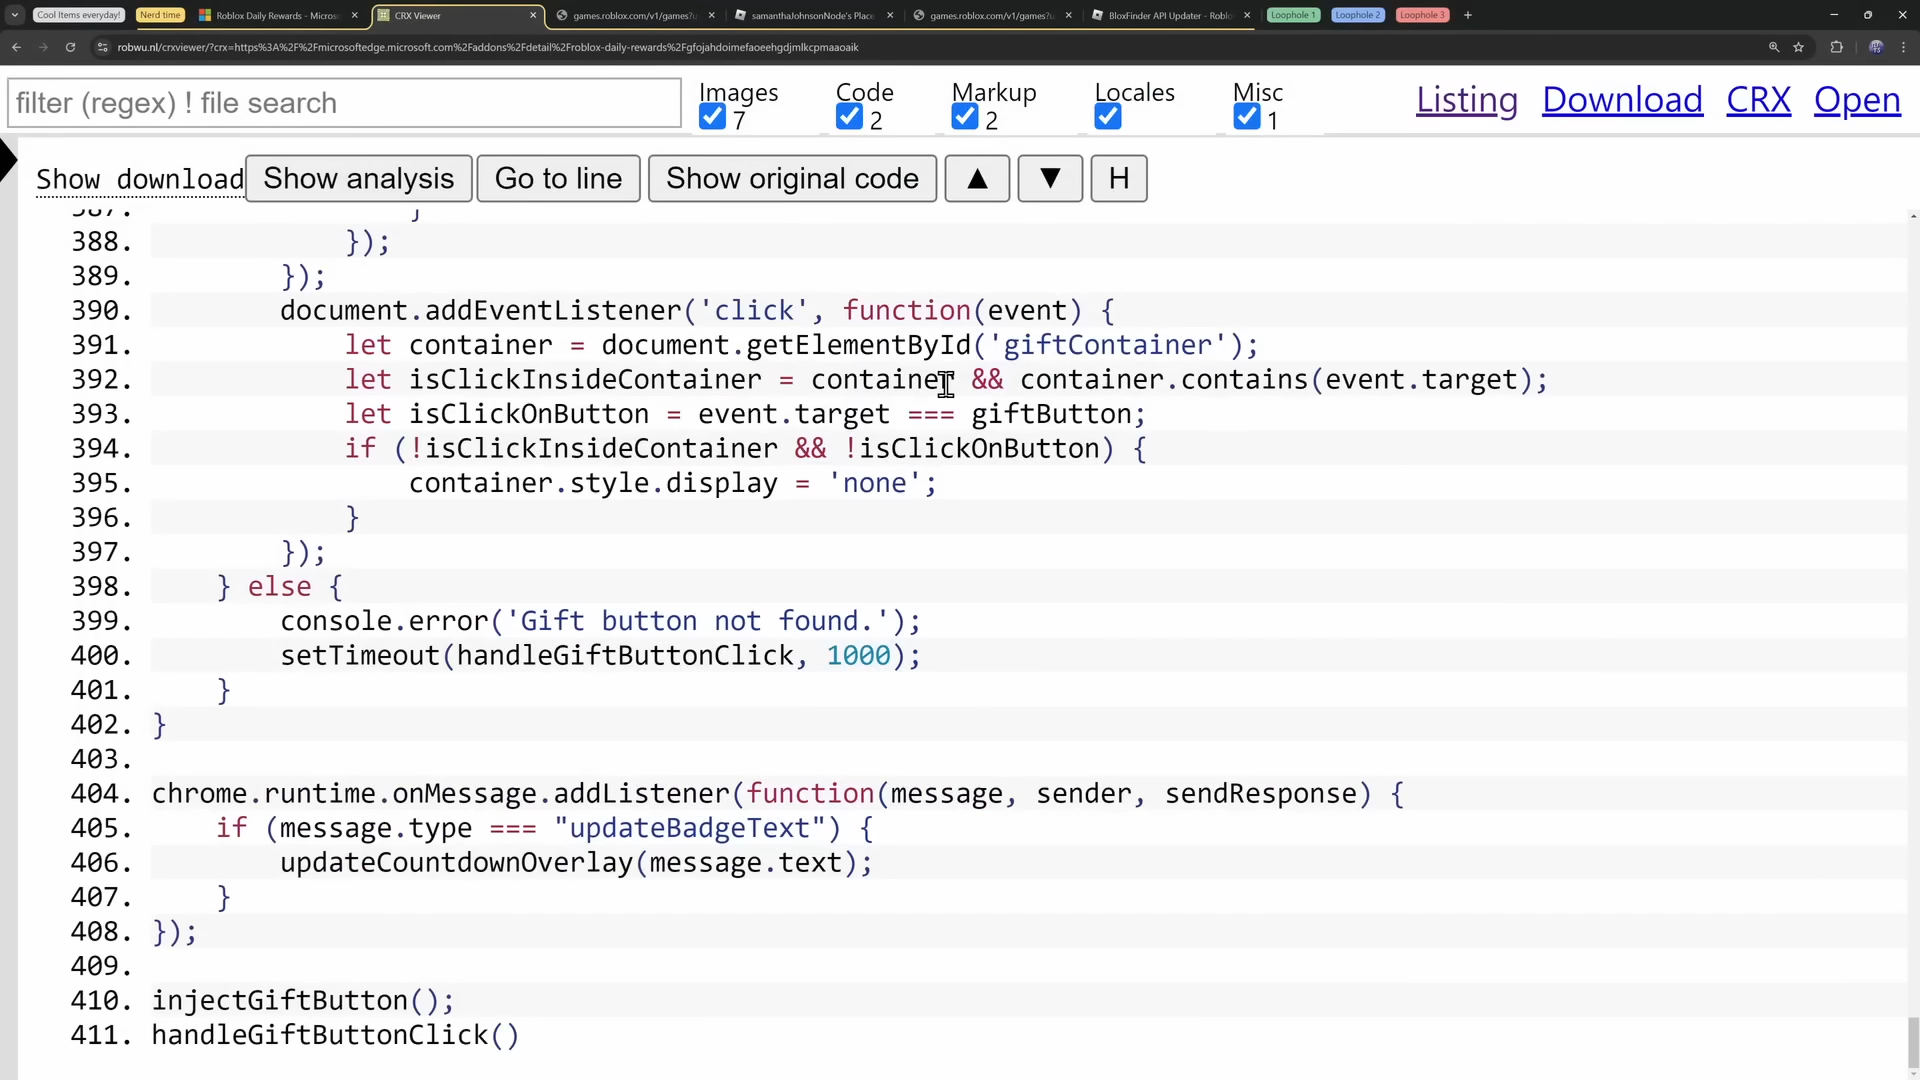 Cool Items everyday!
Nerd time
Roblox Daily Rewards - Micros
CRX Viewer
games.roblox.com/v1/games?u
samanthaJohnsonNode's Place
games.roblox.com/v1/games?u
BloxFinder API Updater - Roblo
Loophole 1
Loophole 2
Loophole 3
robwu.nl/crxviewer/?crx=https%3A%2F%2Fmicrosoftedge.microsoft.com%2Faddons%2Fdetail%2Froblox-daily-rewards%2Fgfojahdoimefaoeehgdjmlkcpmaaoaik
filter (regex) ! file search
Images
7
Code
2
Markup
2
Locales
Misc
1
Listing
Download
CRX
Open
Show download
Show analysis
Go to line
Show original code
▲
▼
H
387. }
388. });
389. });
390. document.addEventListener('click', function(event) {
391. let container = document.getElementById('giftContainer');
392. let isClickInsideContainer = container && container.contains(event.target);
393. let isClickOnButton = event.target === giftButton;
394. if (!isClickInsideContainer && !isClickOnButton) {
395. container.style.display = 'none';
396. }
397. });
398. } else {
399. console.error('Gift button not found.');
400. setTimeout(handleGiftButtonClick, 1000);
401. }
402. }
403.
404. chrome.runtime.onMessage.addListener(function(message, sender, sendResponse) {
405. if (message.type === "updateBadgeText") {
406. updateCountdownOverlay(message.text);
407. }
408. });
409.
410. injectGiftButton();
411. handleGiftButtonClick()